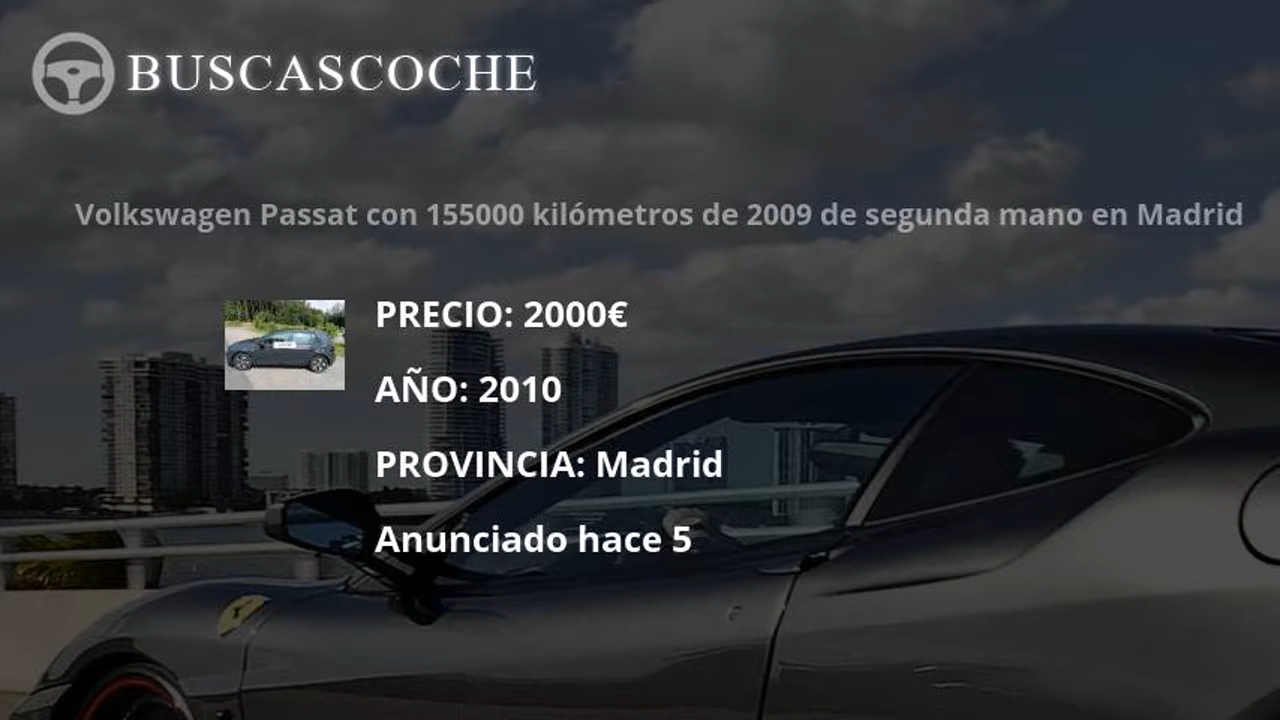 BUSCASCOCHE
Volkswagen Passat con 155000 kilómetros de 2009 de segunda mano en Madrid
PRECIO: 2000€
AÑO: 2010
PROVINCIA: Madrid
Anunciado hace 5